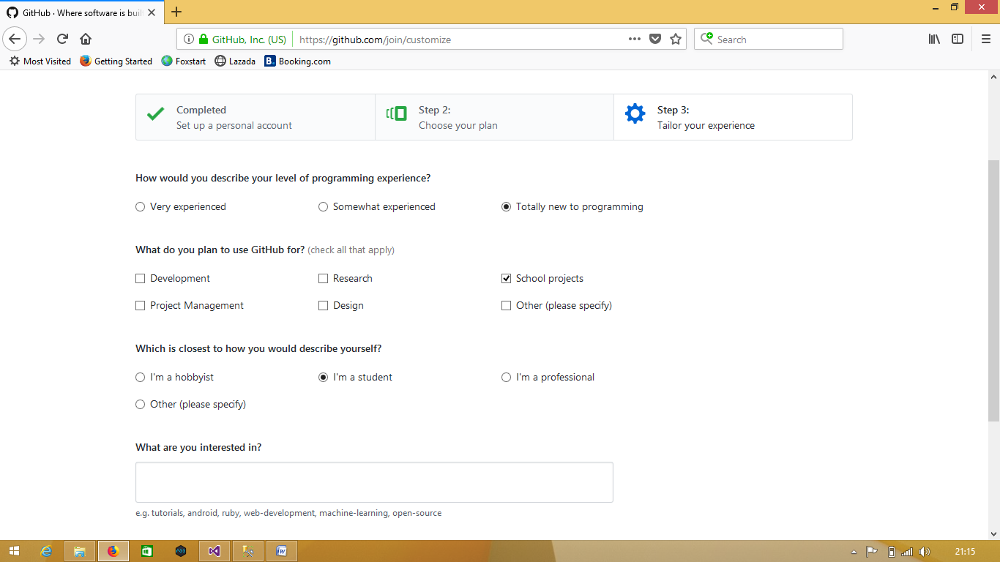 GitHub · Where software is buil
GitHub, Inc. (US)
https://github.com/join/customize
Search
Most Visited
Getting Started
Foxstart
Lazada
B.
Booking.com
Completed
Set up a personal account
Step 2:
Choose your plan
Step 3:
Tailor your experience
How would you describe your level of programming experience?
Very experienced
Somewhat experienced
Totally new to programming
What do you plan to use GitHub for? (check all that apply)
Development
Research
School projects
Project Management
Design
Other (please specify)
Which is closest to how you would describe yourself?
I'm a hobbyist
I'm a student
I'm a professional
Other (please specify)
What are you interested in?
e.g. tutorials, android, ruby, web-development, machine-learning, open-source
nox
21:15